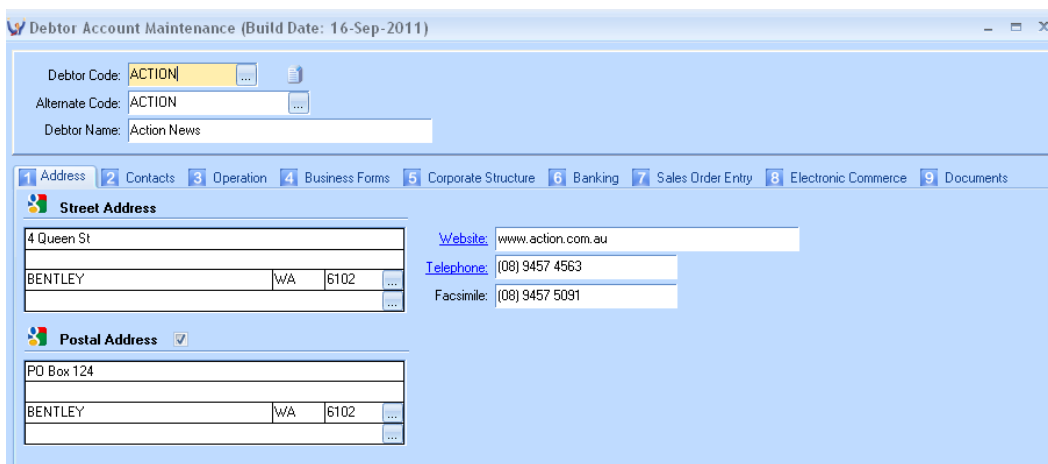 Debtor Account Maintenance (Build Date: 16-Sep-2011)
Debtor Code: ACTION ...
Alternate Code: ACTION ...
Debtor Name: Action News
1 Address 2 Contacts 3 Operation 4 Business Forms 5 Corporate Structure 6 Banking 7 Sales Order Entry 8 Electronic Commerce 9 Documents
Street Address
4 Queen St
BENTLEY WA 6102 ...
...
Website: www.action.com.au
Telephone: (08) 9457 4563
Facsimile: (08) 9457 5091
Postal Address
PO Box 124
BENTLEY WA 6102 ...
...